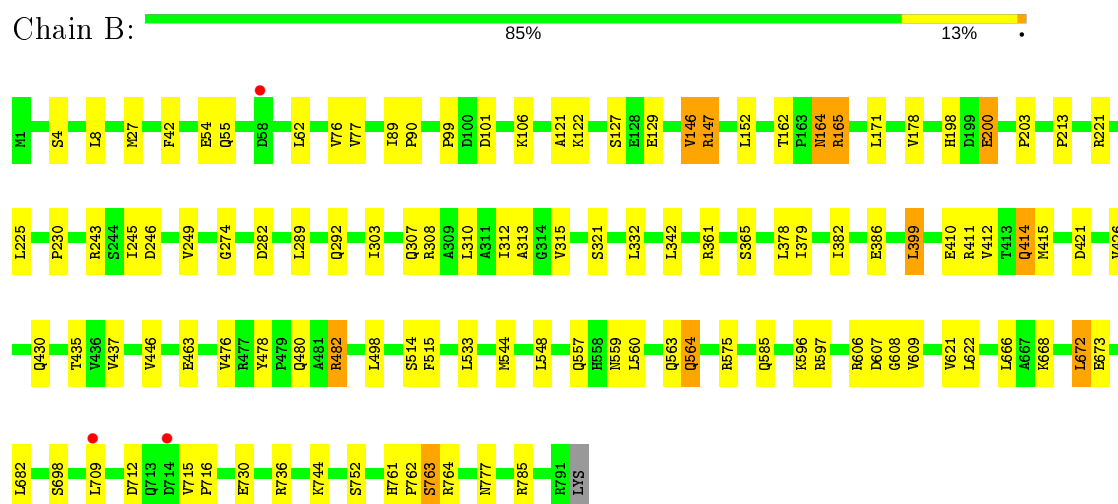 Chain B:
85% 13% •
M1 S4 L8 M27 F42 E54 Q55 D58 L62 V76 V77 I89 P90 P99 D100 D101 K106 A121 K122 S127 E128 E129 V146 R147 L152 T162 P163 N164 R165 L171 V178 H198 D199 E200 P203 P213 R221
L225 P230 R243 S244 I245 D246 V249 G274 D282 L289 Q292 I303 Q307 R308 A309 L310 A311 I312 A313 G314 V315 S321 L332 L342 R361 S365 L378 I379 I382 E386 L399 E410 R411 V412 T413 Q414 M415 D421
Q430 T435 V436 V437 V446 E463 V476 R477 Y478 P479 Q480 A481 R482 L498 S514 F515 L533 M544 L548 Q557 H558 N559 L560 Q563 Q564 R575 Q585 K596 R597 R606 D607 G608 V609 V621 L622 L666 A667 K668 L672 E673
L682 S698 L709 D712 Q713 D714 V715 P716 E730 R736 K744 S752 H761 P762 S763 R764 N777 R785 R791 LYS